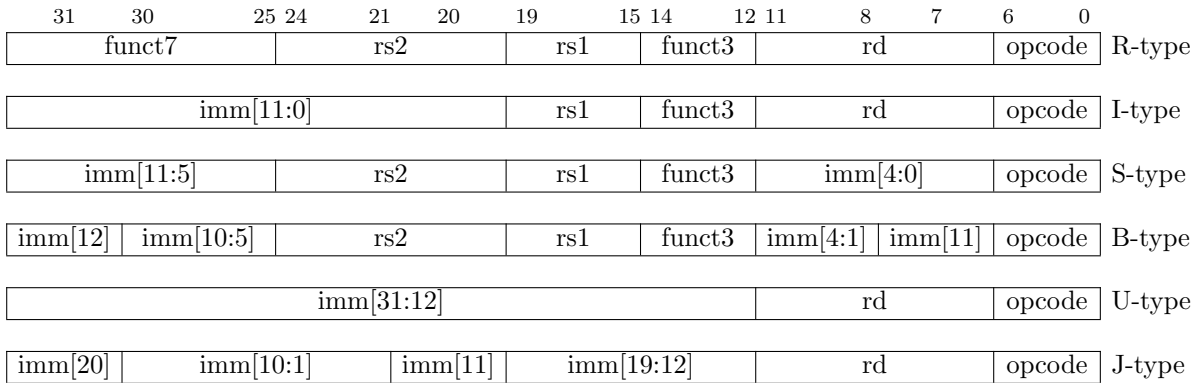 31 30 25 24 21 20 19 15 14 12 11 8 7 6 0
funct7 rs2 rs1 funct3 rd opcode R-type
imm[11:0] rs1 funct3 rd opcode I-type
imm[11:5] rs2 rs1 funct3 imm[4:0] opcode S-type
imm[12] imm[10:5] rs2 rs1 funct3 imm[4:1] imm[11] opcode B-type
imm[31:12] rd opcode U-type
imm[20] imm[10:1] imm[11] imm[19:12] rd opcode J-type